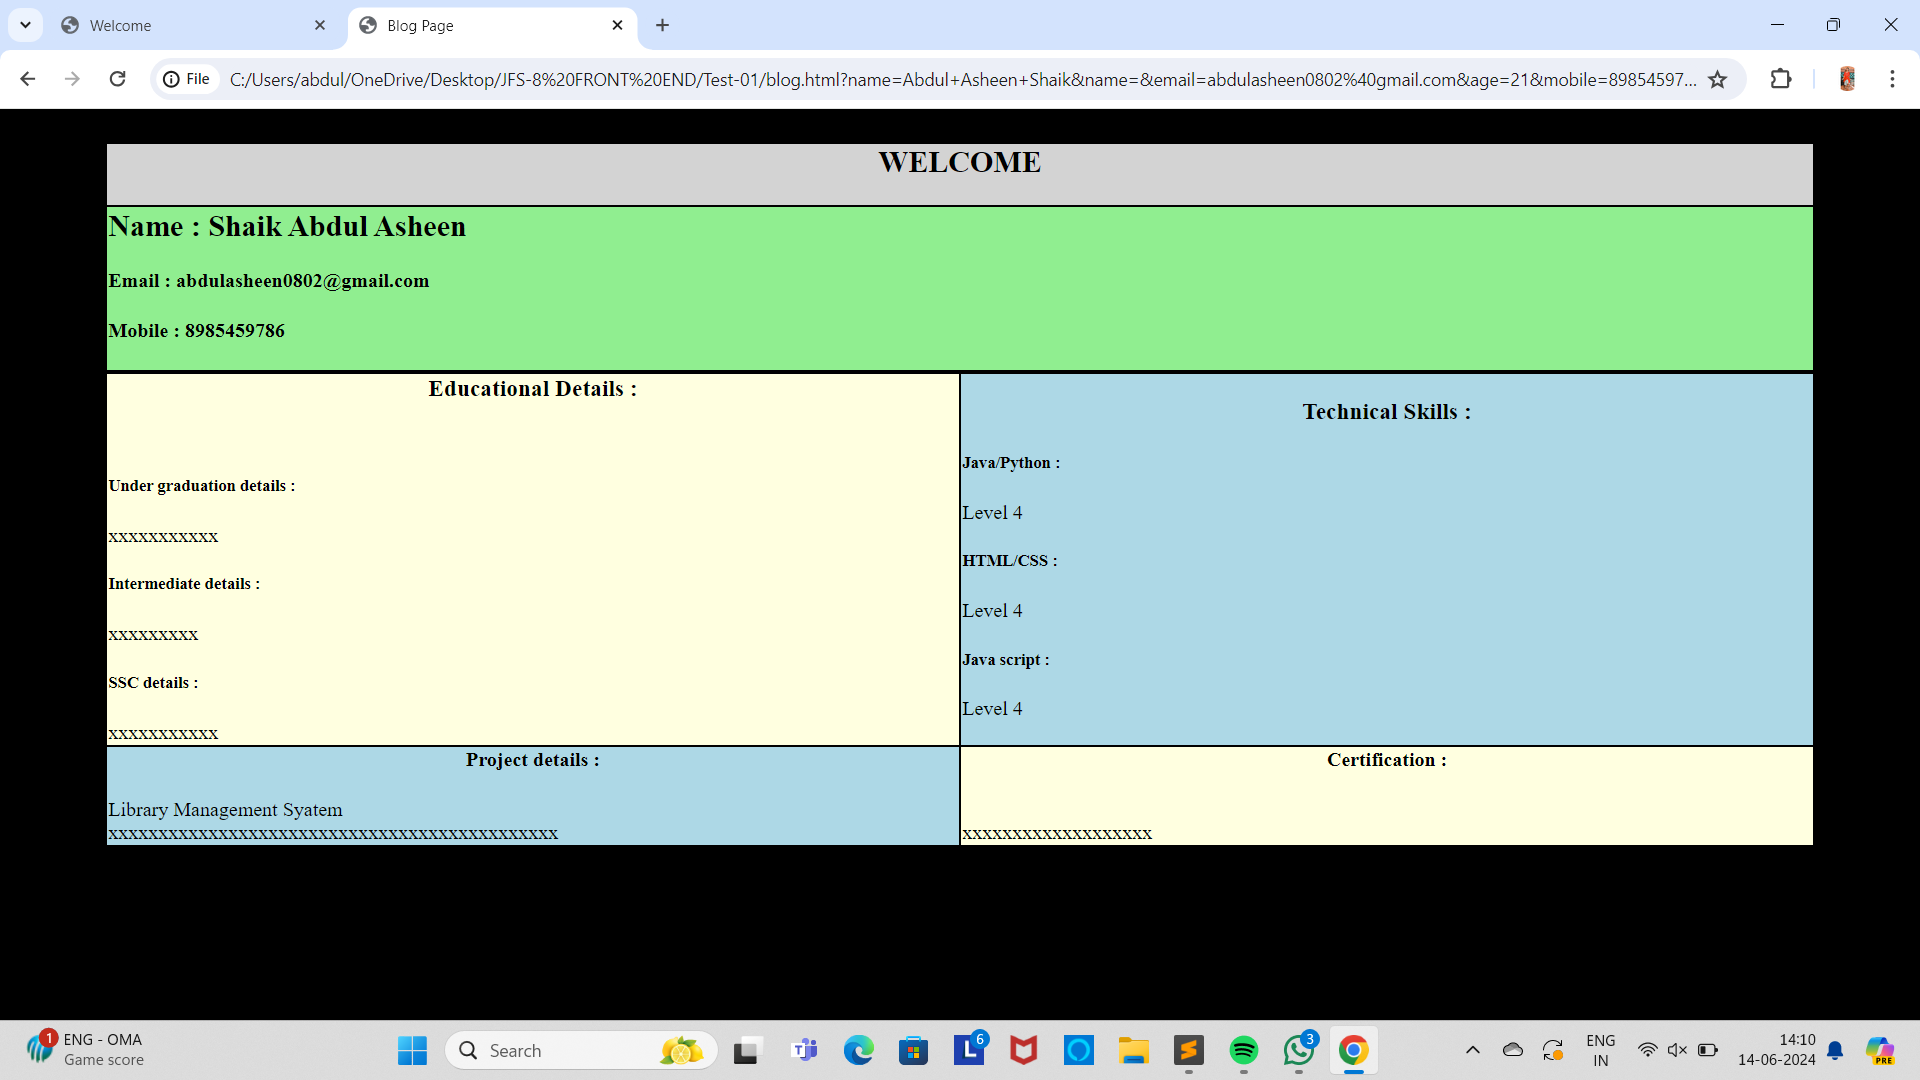 Welcome
Blog Page
File
C:/Users/abdul/OneDrive/Desktop/JFS-8%20FRONT%20END/Test-01/blog.html?name=Abdul+Asheen+Shaik&name=&email=abdulasheen0802%40gmail.com&age=21&mobile=89854597...
WELCOME
Name : Shaik Abdul Asheen
Email : abdulasheen0802@gmail.com
Mobile : 8985459786
Educational Details :
Under graduation details :
xxxxxxxxxxx
Intermediate details :
xxxxxxxxx
SSC details :
xxxxxxxxxxx
Technical Skills :
Java/Python :
Level 4
HTML/CSS :
Level 4
Java script :
Level 4
Project details :
Library Management Syatem
xxxxxxxxxxxxxxxxxxxxxxxxxxxxxxxxxxxxxxxxxxxxx
Certification :
xxxxxxxxxxxxxxxxxxx
1
ENG - OMA
Game score
Search
T
L
6
3
ENG
IN
14:10
14-06-2024
PRE